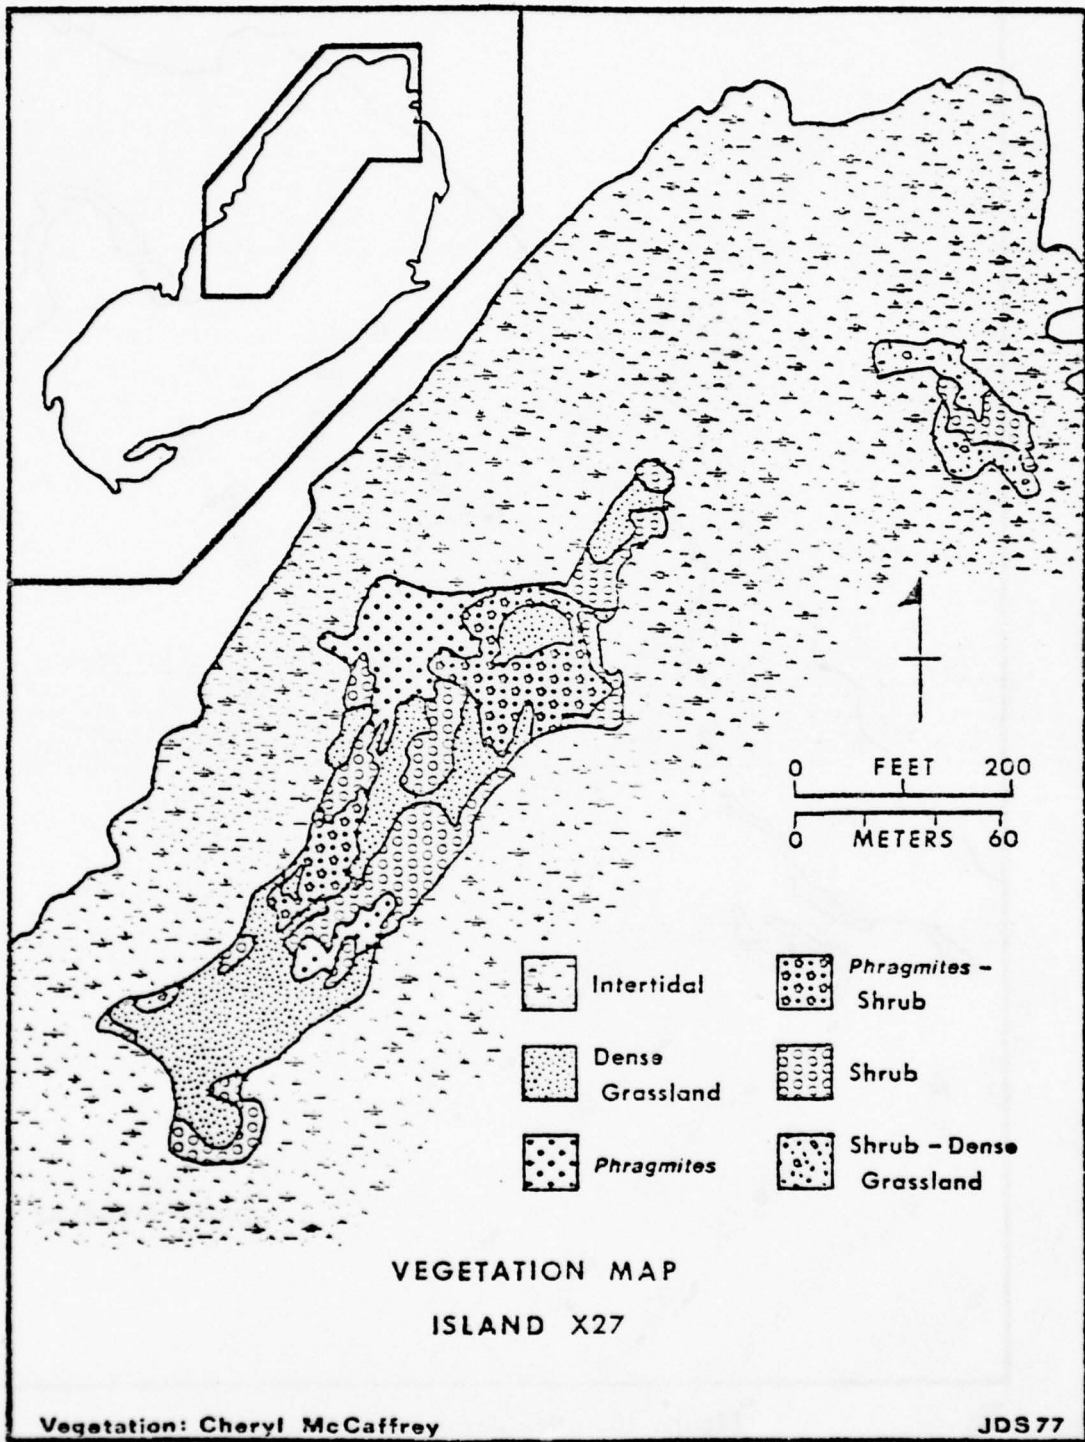 0 FEET 200
0 METERS 60
Intertidal
Dense
Grassland
Phragmites
Phragmites –
Shrub
Shrub
Shrub – Dense
Grassland
VEGETATION MAP
ISLAND X27
Vegetation: Cheryl McCaffrey
JDS77